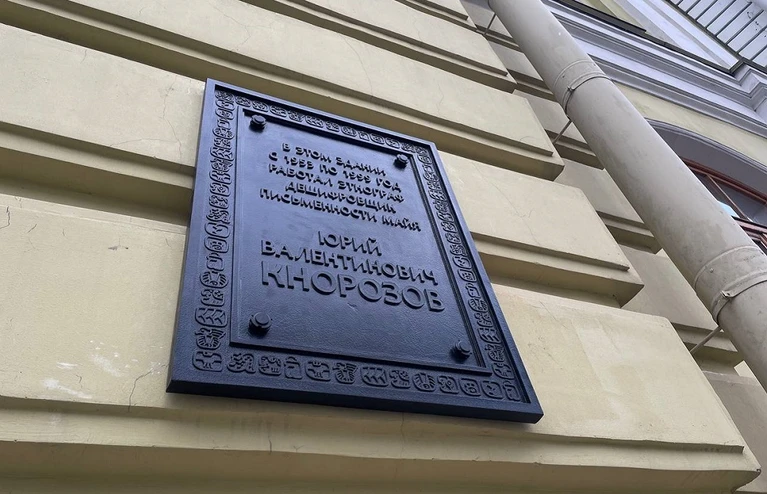 В ЭТОМ ЗДАНИИ
С 1953 ПО 1999 ГОД
РАБОТАЛ ЭТНОГРАФ
ДЕШИФРОВЩИК
ПИСЬМЕННОСТИ МАЙЯ
ЮРИЙ
ВАЛЕНТИНОВИЧ
КНОРОЗОВ